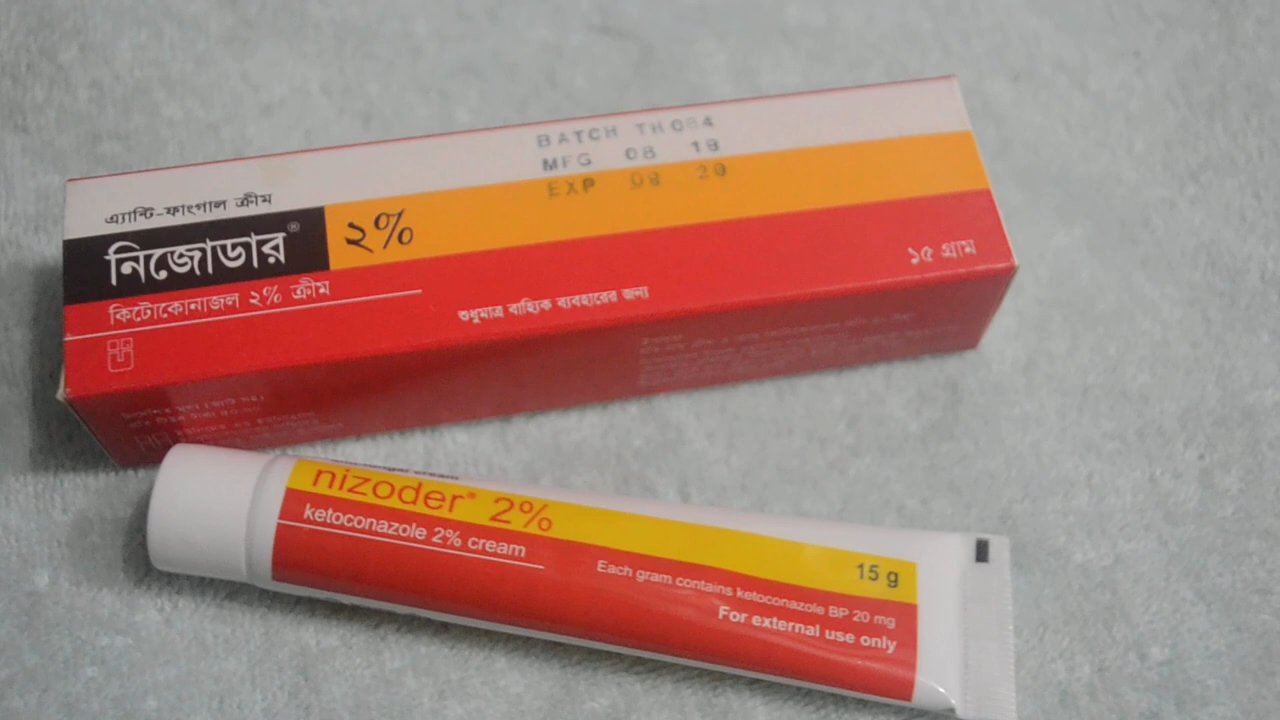 BATCH TH084
MFG 08 18
EXP 08 20
এ্যান্টি-ফাংগাল ক্রীম
নিজোডার® ২%
কিটোকোনাজল ২% ক্রীম
১৫ গ্রাম
শুধুমাত্র বাহ্যিক ব্যবহারের জন্য
cream
nizoder® 2%
ketoconazole 2% cream
15 g
Each gram contains ketoconazole BP 20 mg
For external use only